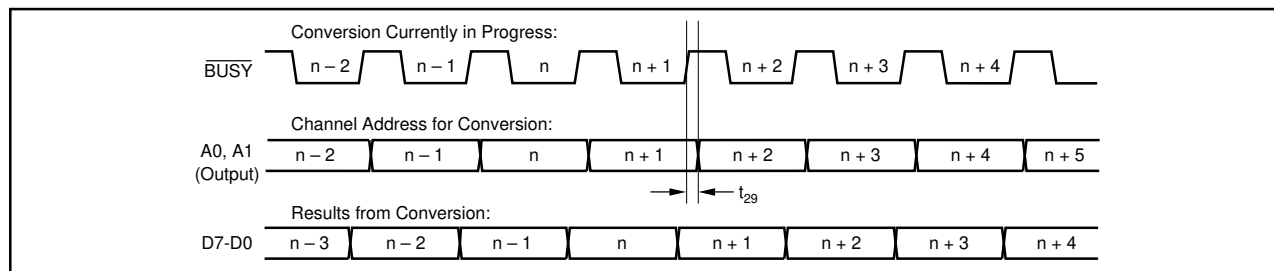 Conversion Currently in Progress:
BUSY n – 2 n – 1 n n + 1 n + 2 n + 3 n + 4
Channel Address for Conversion:
A0, A1
(Output)
n – 2 n – 1 n n + 1 n + 2 n + 3 n + 4 n + 5
t29
Results from Conversion:
D7-D0 n – 3 n – 2 n – 1 n n + 1 n + 2 n + 3 n + 4